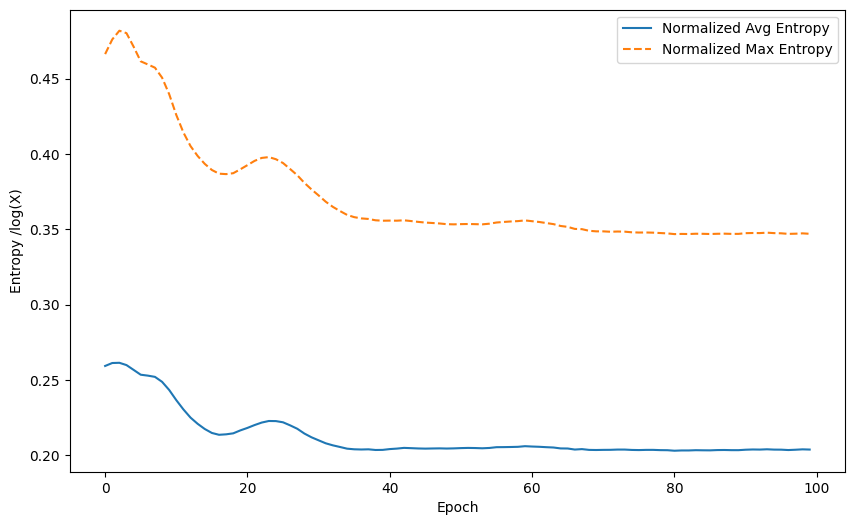 Normalized Avg Entropy
Normalized Max Entropy
0.45
0.40
0.35
0.30
0.25
0.20
Entropy /log(X)
0 20 40 60 80 100
Epoch